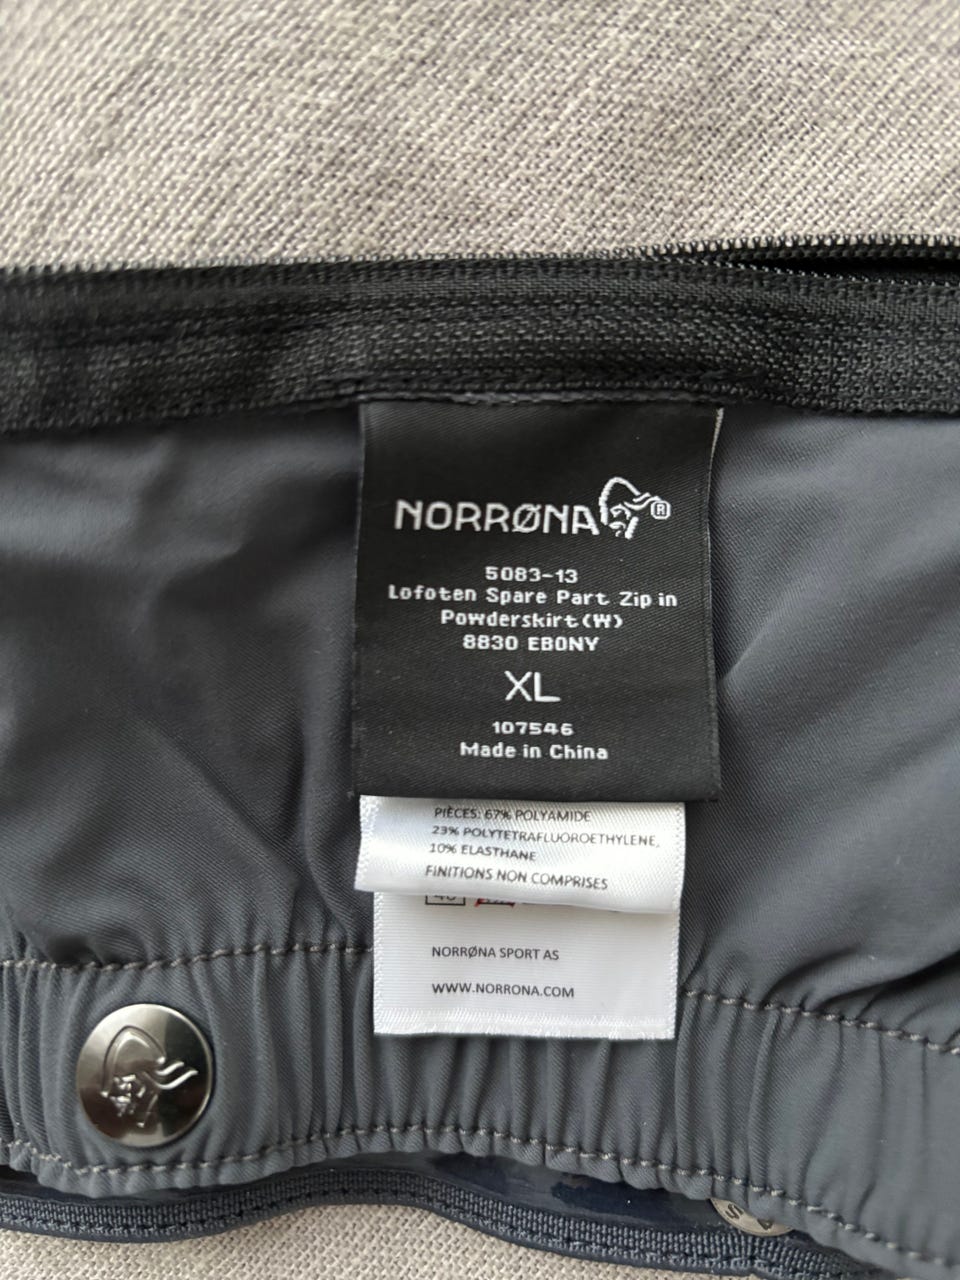 NORRØNA®
5083-13
Lofoten Spare Part Zip in
Powderskirt(W)
8830 EBONY
XL
107546
Made in China
PIÈCES: 67% POLYAMIDE
23% POLYTETRAFLUOROETHYLENE,
10% ELASTHANE
FINITIONS NON COMPRISES
NORRØNA SPORT AS
WWW.NORRONA.COM